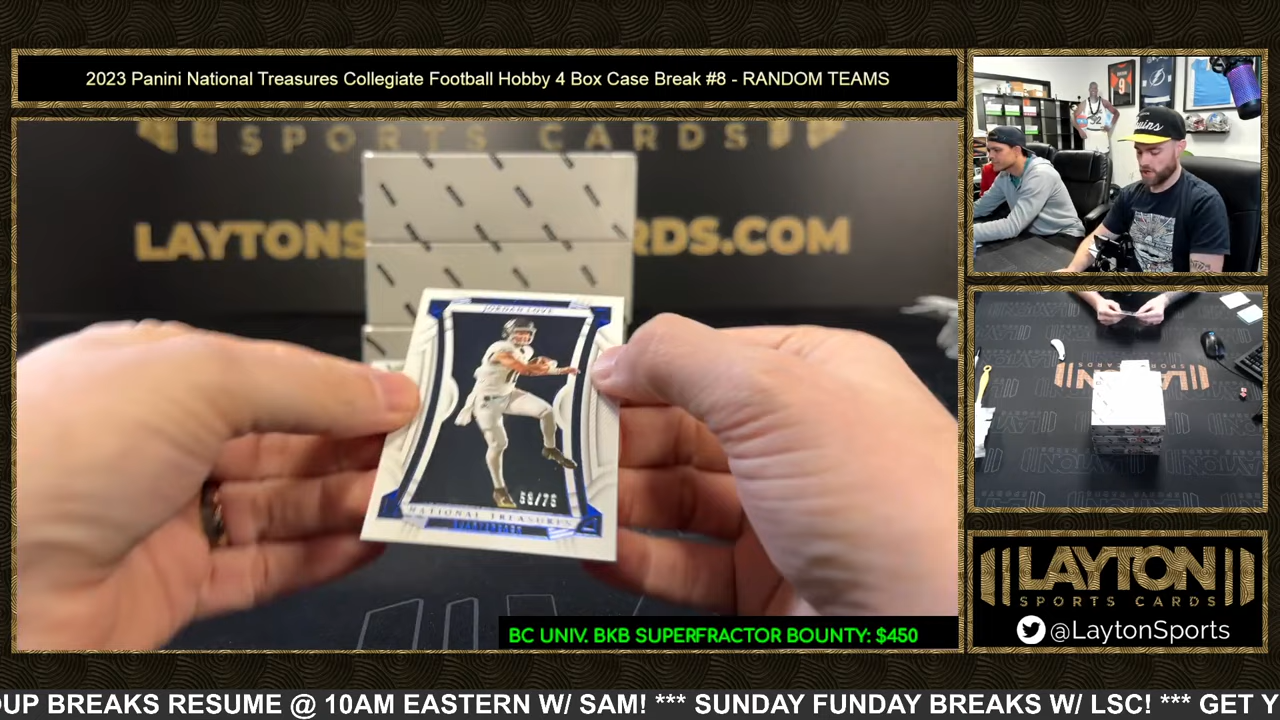 2023 Panini National Treasures Collegiate Football Hobby 4 Box Case Break #8 - RANDOM TEAMS
SPORTS CARDS
LAYTONS RDS.COM
JORDAN LOVE
NATIONAL TREASURES
QUARTERBACK
BC UNIV. BKB SUPERFRACTOR BOUNTY: $450
LAYTON
SPORTS CARDS
@LaytonSports
OUP BREAKS RESUME @ 10AM EASTERN W/ SAM! *** SUNDAY FUNDAY BREAKS W/ LSC! *** GET Y